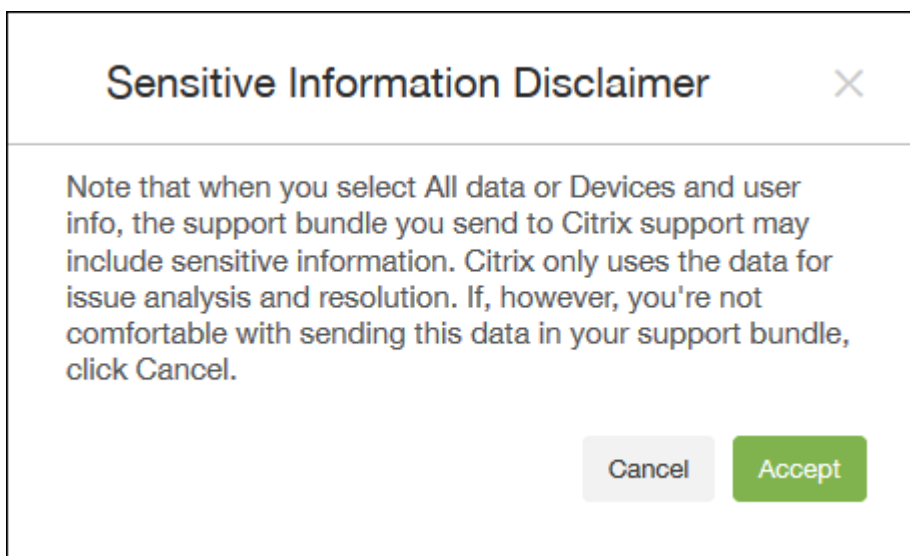 Sensitive Information Disclaimer
Note that when you select All data or Devices and user
info, the support bundle you send to Citrix support may
include sensitive information. Citrix only uses the data for
issue analysis and resolution. If, however, you're not
comfortable with sending this data in your support bundle,
click Cancel.
Cancel
Accept